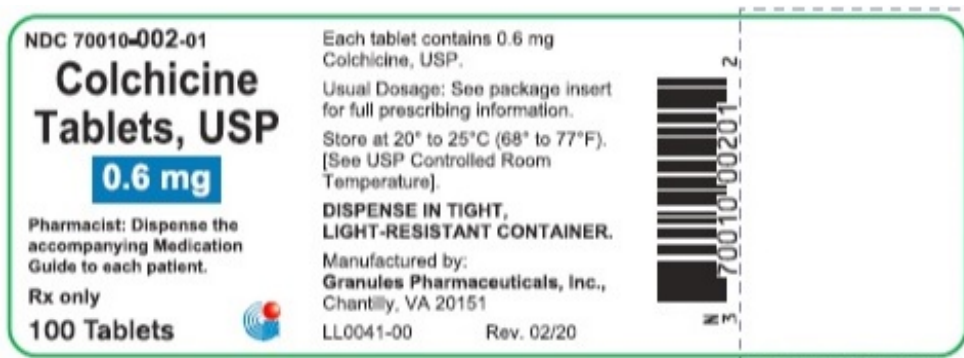 NDC 70010-002-01
Colchicine
Tablets, USP
0.6 mg
Pharmacist: Dispense the
accompanying Medication
Guide to each patient.
Rx only
100 Tablets
Each tablet contains 0.6 mg
Colchicine, USP.
Usual Dosage: See package insert
for full prescribing information.
Store at 20° to 25°C (68° to 77°F).
[See USP Controlled Room
Temperature].
DISPENSE IN TIGHT,
LIGHT-RESISTANT CONTAINER.
Manufactured by:
Granules Pharmaceuticals, Inc.,
Chantilly, VA 20151
LL0041-00 Rev. 02/20
N 3 70010 00201 2